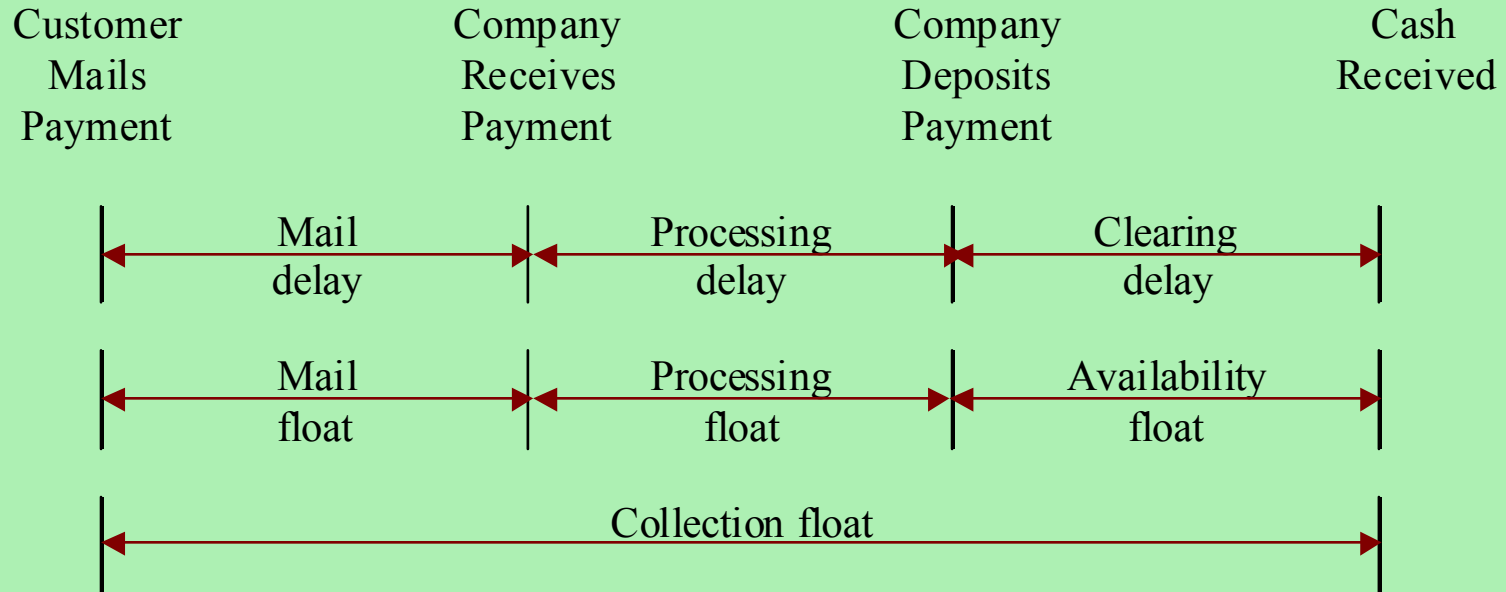 Customer
Mails
Payment
Company
Receives
Payment
Company
Deposits
Payment
Cash
Received
Mail
delay
Processing
delay
Clearing
delay
Mail
float
Processing
float
Availability
float
Collection float